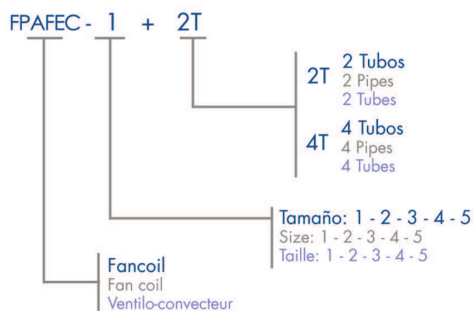 FPAFEC - 1 + 2T
2T 2 Tubos
2 Pipes
2 Tubes
4T 4 Tubos
4 Pipes
4 Tubes
Tamaño: 1 - 2 - 3 - 4 - 5
Size: 1 - 2 - 3 - 4 - 5
Taille: 1 - 2 - 3 - 4 - 5
Fancoil
Fan coil
Ventilo-convecteur